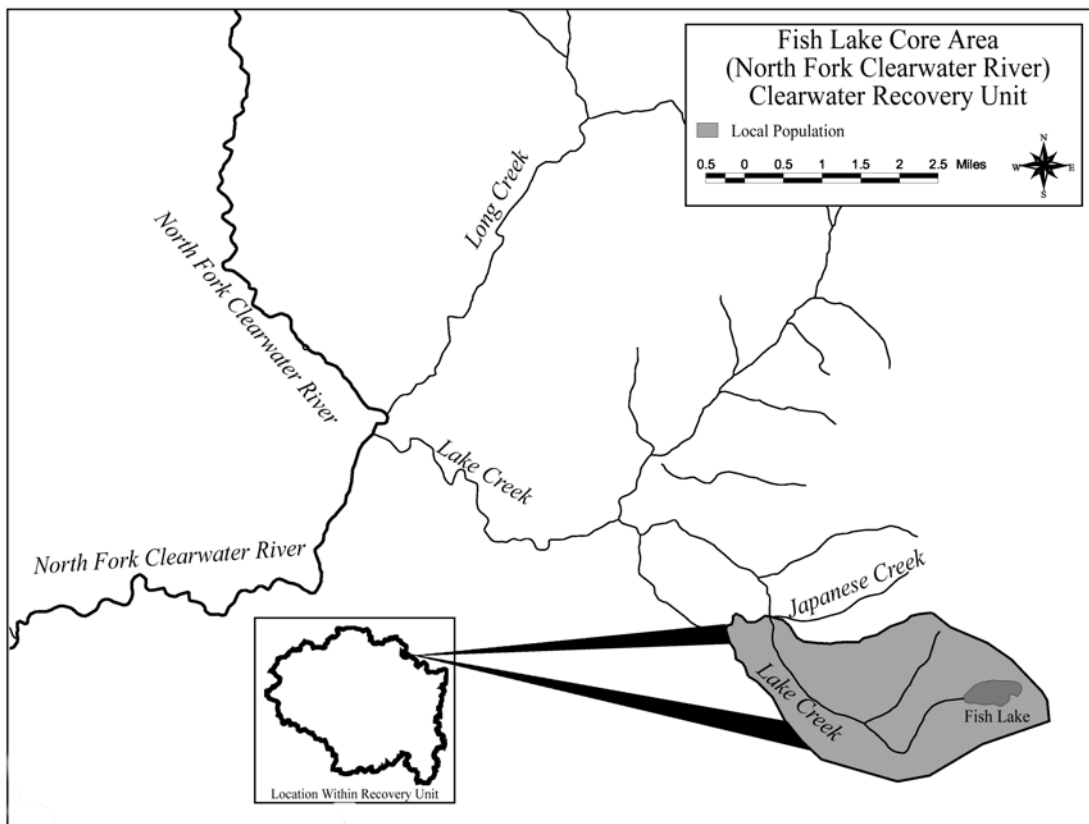 Fish Lake Core Area
(North Fork Clearwater River)
Clearwater Recovery Unit
Local Population
0.5 0 0.5 1 1.5 2 2.5 Miles
N
W E
S
Long Creek
North Fork Clearwater River
Lake Creek
North Fork Clearwater River
Japanese Creek
Lake Creek
Fish Lake
Location Within Recovery Unit